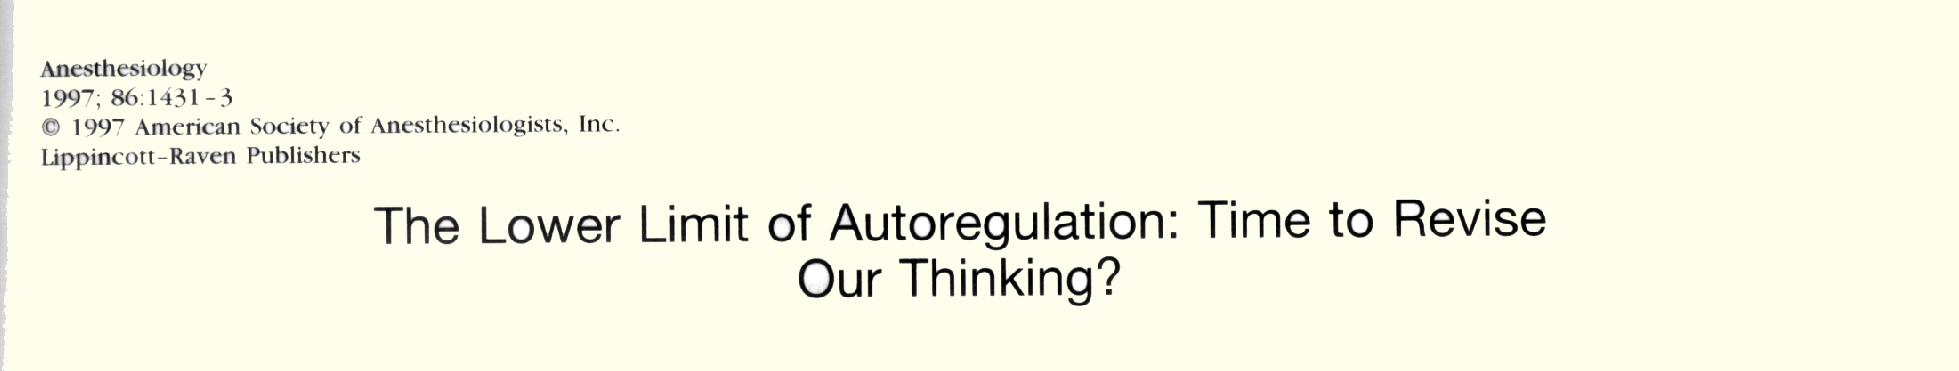 Anesthesiology
1997; 86:1431-3
© 1997 American Society of Anesthesiologists, Inc.
Lippincott-Raven Publishers
The Lower Limit of Autoregulation: Time to Revise
Our Thinking?